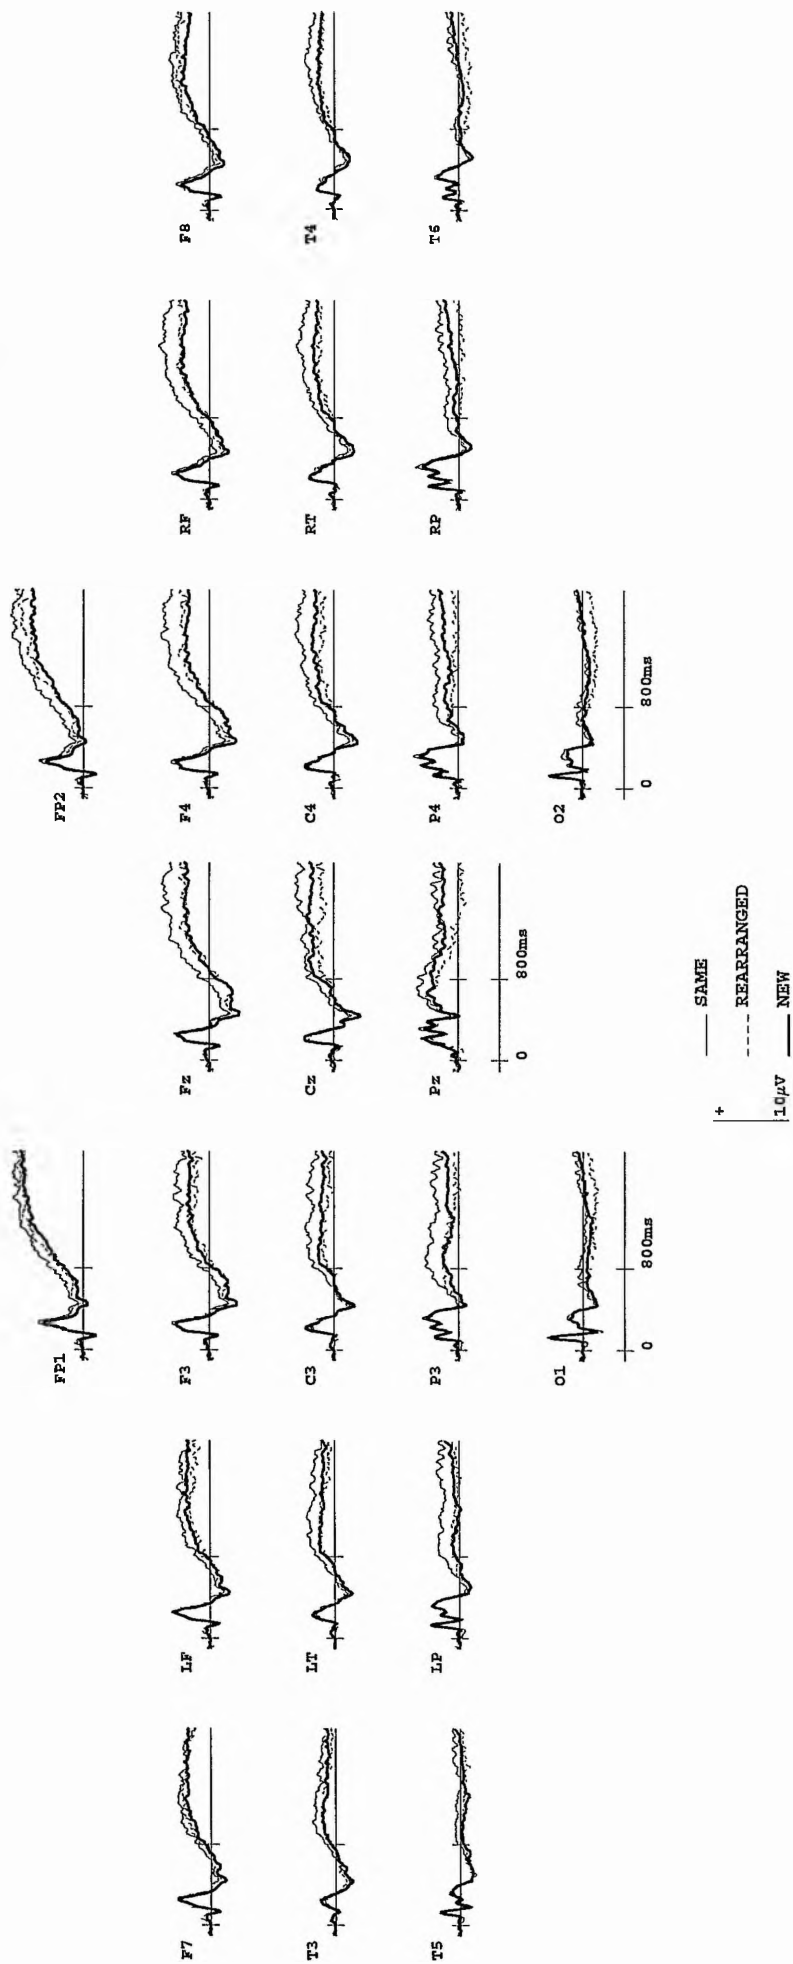 FP1 FP2
F7 LF F3 Fz F4 RF F8
T3 LT C3 Cz C4 RT T4
T5 LP P3 Pz P4 RP T6
0 800ms
O1 O2
0 800ms 0 800ms
SAME
+
REARRANGED
10µV NEW